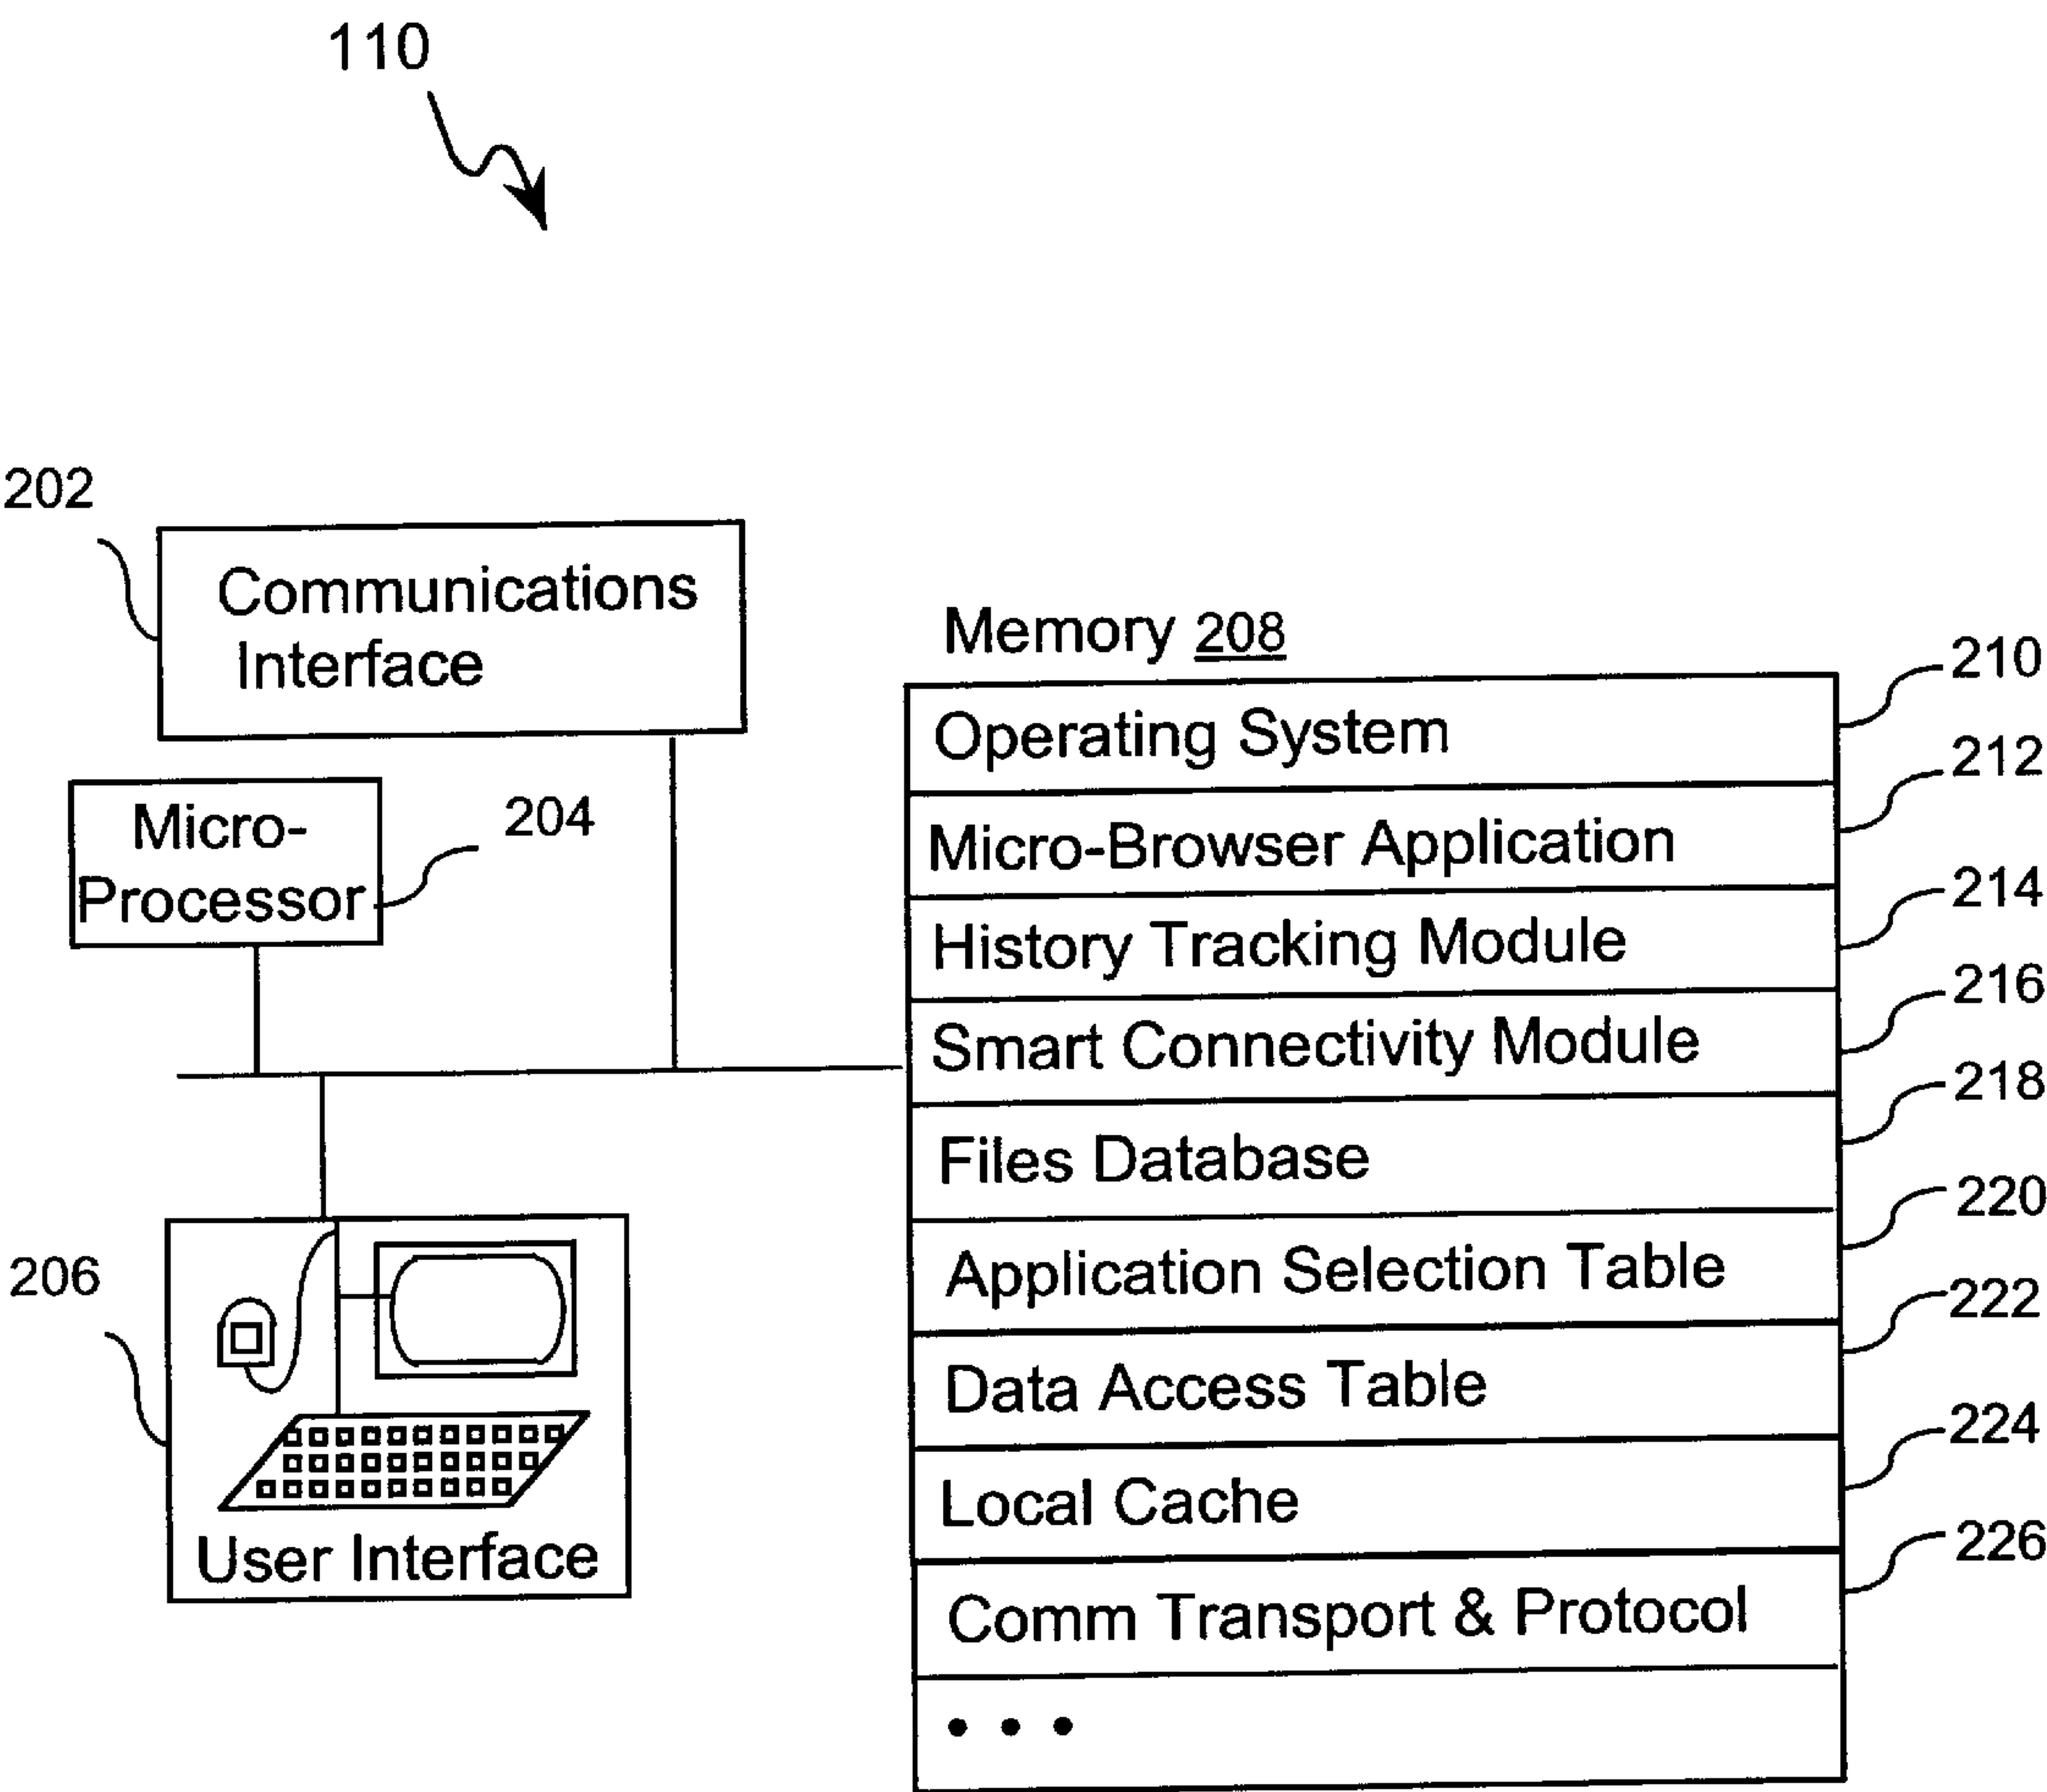 110
202
Communications
Interface
Micro-
Processor
204
206
User Interface
Memory 208
Operating System
210
Micro-Browser Application
212
History Tracking Module
214
Smart Connectivity Module
216
Files Database
218
Application Selection Table
220
Data Access Table
222
Local Cache
224
Comm Transport & Protocol
226
• • •